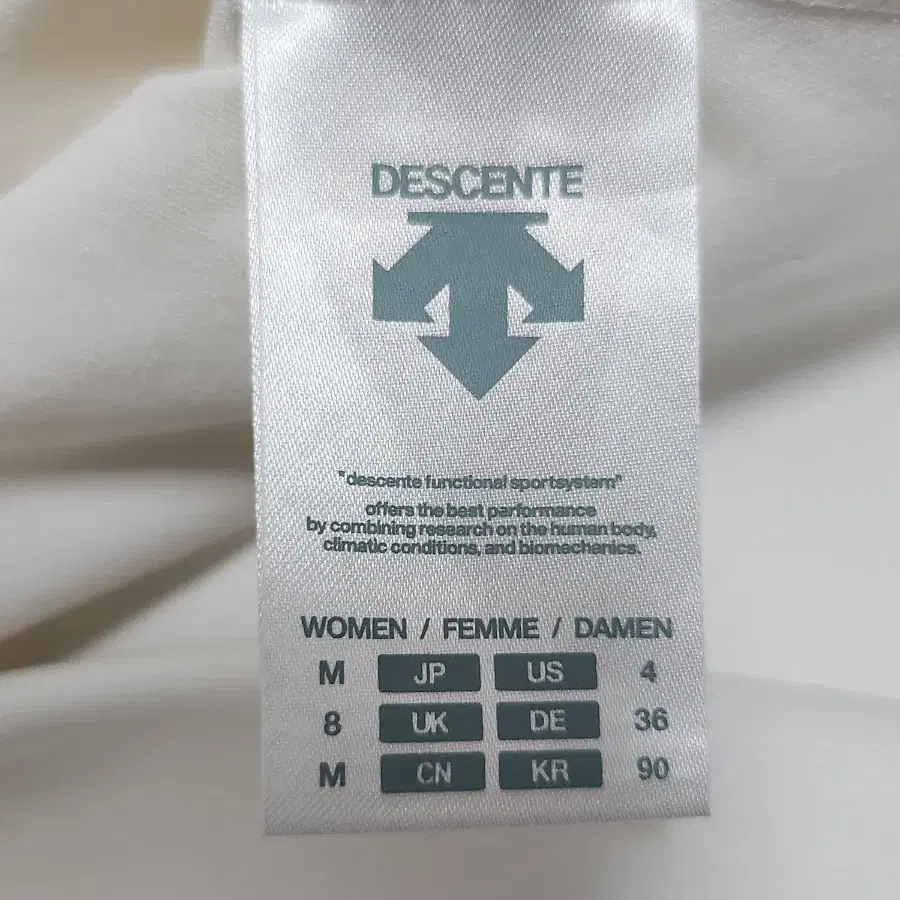 DESCENTE
"descente functional sportsystem"
offers the best performance
by combining research on the human body,
climatic conditions, and biomechanics.
WOMEN / FEMME / DAMEN
M JP US 4
8 UK DE 36
M CN KR 90